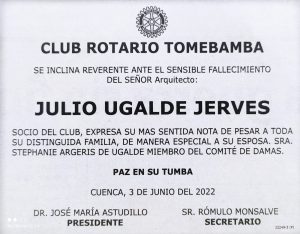 CLUB ROTARIO TOMEBAMBA
SE INCLINA REVERENTE ANTE EL SENSIBLE FALLECIMIENTO
DEL SEÑOR Arquitecto:
JULIO UGALDE JERVES
SOCIO DEL CLUB, EXPRESA SU MAS SENTIDA NOTA DE PESAR A TODA
SU DISTINGUIDA FAMILIA, DE MANERA ESPECIAL A SU ESPOSA. SRA.
STEPHANIE ARGERIS DE UGALDE MIEMBRO DEL COMITÉ DE DAMAS.
PAZ EN SU TUMBA
CUENCA, 3 DE JUNIO DEL 2022
DR. JOSÉ MARÍA ASTUDILLO SR. RÓMULO MONSALVE
PRESIDENTE SECRETARIO